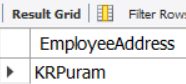 Result Grid Filter Rows
EmployeeAddress
KRPuram